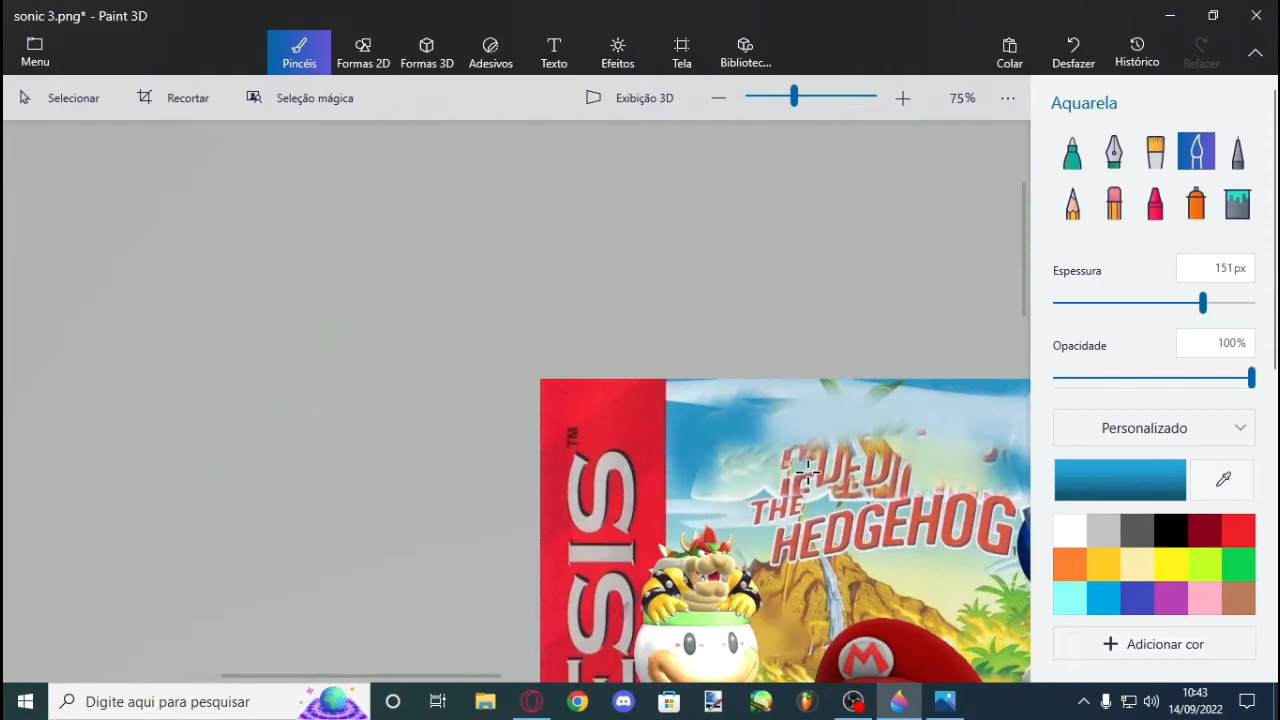 sonic 3.png* - Paint 3D
Menu
Pincéis
Formas 2D
Formas 3D
Adesivos
Texto
Efeitos
Tela
Bibliotec...
Colar
Desfazer
Histórico
Refazer
Selecionar
Recortar
Seleção mágica
Exibição 3D
75%
Aquarela
Espessura
151px
Opacidade
100%
Personalizado
Adicionar cor
TM
ESIS
THE
HEDGEHOG
M
Digite aqui para pesquisar
10:43
14/09/2022